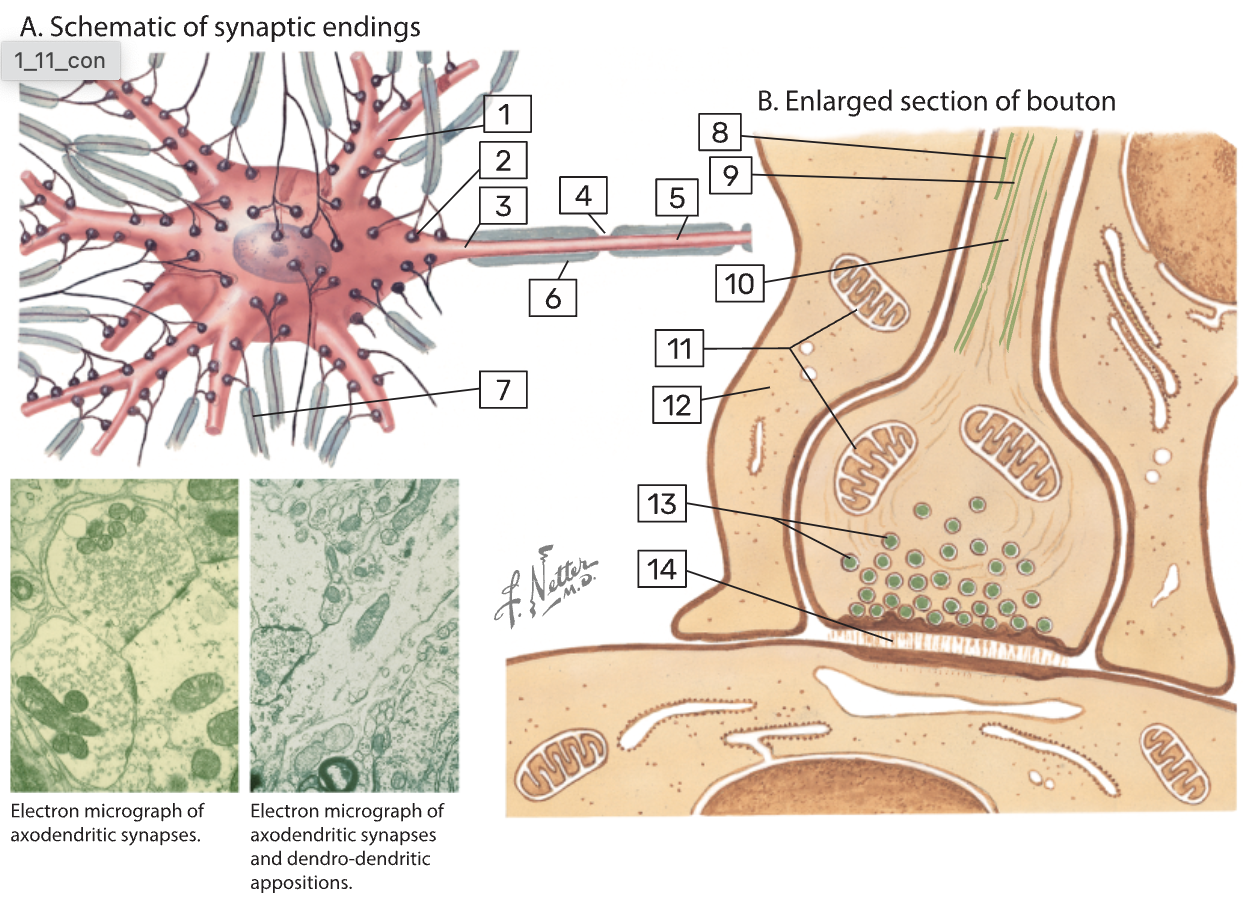 A. Schematic of synaptic endings
1_11_con
B. Enlarged section of bouton
1
2
3
4
5
6
7
8
9
10
11
12
13
14
F. Netter
M.D.
Electron micrograph of
axodendritic synapses.
Electron micrograph of
axodendritic synapses
and dendro-dendritic
appositions.